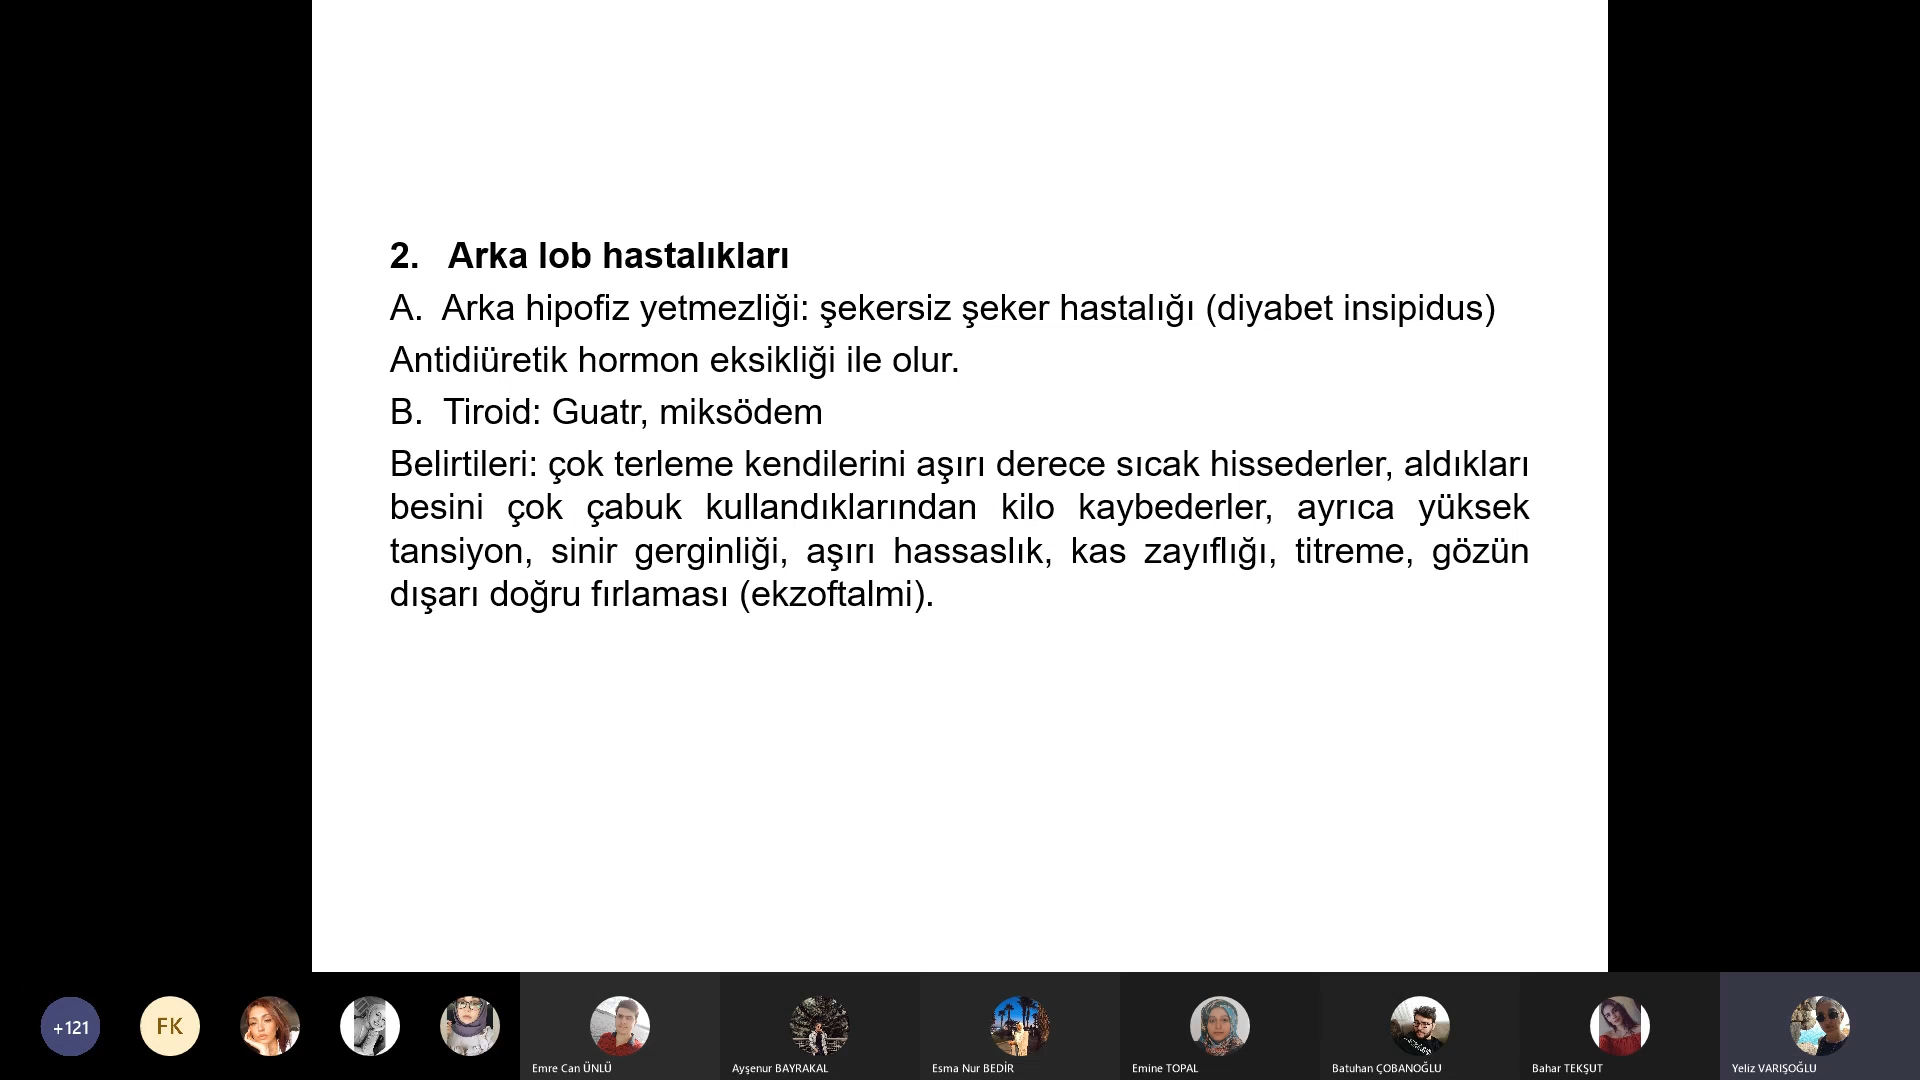 2. Arka lob hastalıkları
A. Arka hipofiz yetmezliği: şekersiz şeker hastalığı (diyabet insipidus)
Antidiüretik hormon eksikliği ile olur.
B. Tiroid: Guatr, miksödem
Belirtileri: çok terleme kendilerini aşırı derece sıcak hissederler, aldıkları
besini çok çabuk kullandıklarından kilo kaybederler, ayrıca yüksek
tansiyon, sinir gerginliği, aşırı hassaslık, kas zayıflığı, titreme, gözün
dışarı doğru fırlaması (ekzoftalmi).
+121
FK
Emre Can ÜNLÜ
Ayşenur BAYRAKAL
Esma Nur BEDİR
Emine TOPAL
Batuhan ÇOBANOĞLU
Bahar TEKŞUT
Yeliz VARIŞOĞLU